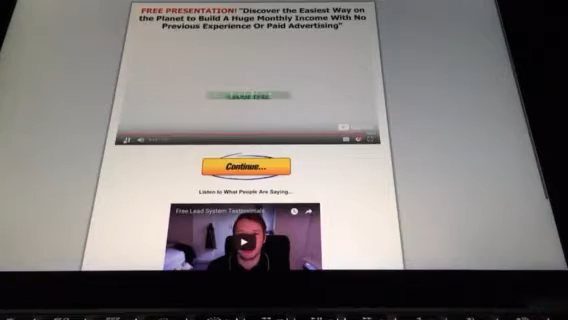 FREE PRESENTATION! "Discover the Easiest Way on
the Planet to Build A Huge Monthly Income With No
Previous Experience Or Paid Advertising"
Continue...
Listen to What People Are Saying...
Free Lead System Testimonials